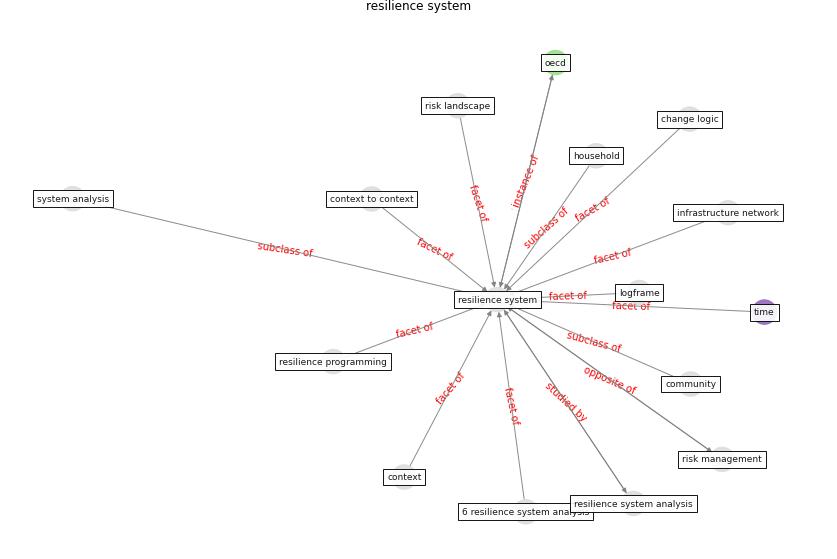 resilience system
oecd
risk landscape
change logic
household
instance of
facet of
system analysis
context to context
subclass of
facet of
infrastructure network
facet of
subclass of
facet of
logframe
facet of
resilience system
facet of
time
facet of
subclass of
resilience programming
opposite of
community
facet of
studied by
facet of
risk management
context
6 resilience system analysis
resilience system analysis